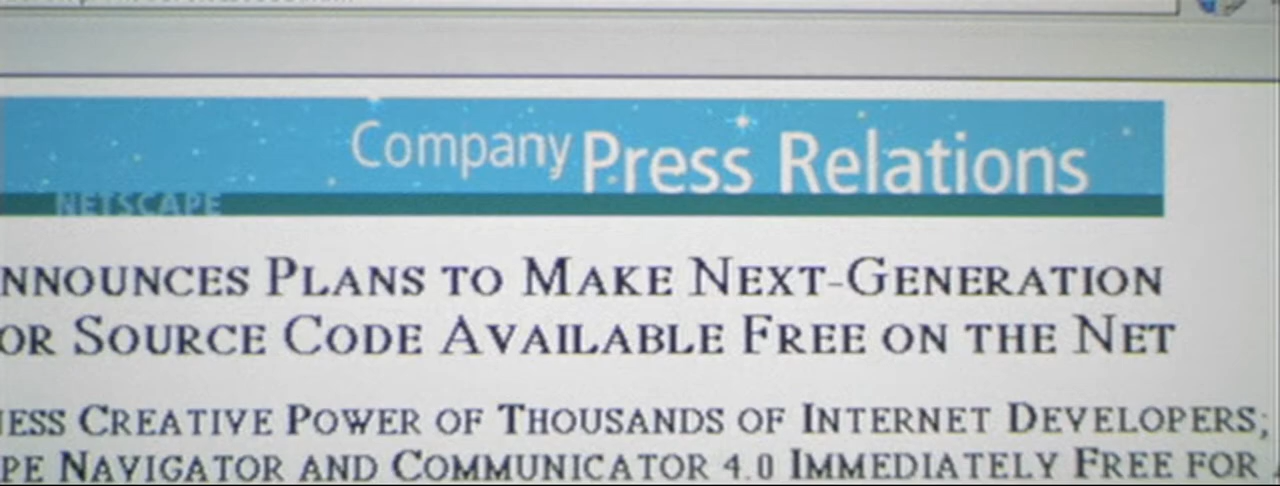 Company Press Relations
NETSCAPE
NNOUNCES PLANS TO MAKE NEXT-GENERATION
OR SOURCE CODE AVAILABLE FREE ON THE NET
ESS CREATIVE POWER OF THOUSANDS OF INTERNET DEVELOPERS;
PE NAVIGATOR AND COMMUNICATOR 4.0 IMMEDIATELY FREE FOR